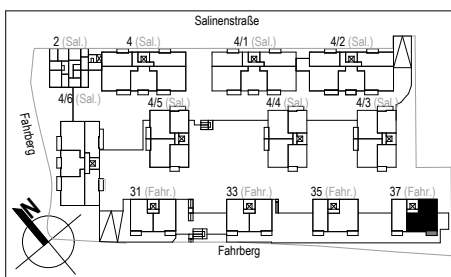 Salinenstraße
2 (Sal.) 4 (Sal.) 4/1 (Sal.) 4/2 (Sal.)
4/6 (Sal.) 4/5 (Sal.) 4/4 (Sal.) 4/3 (Sal.)
Fahrberg
31 (Fahr.) 33 (Fahr.) 35 (Fahr.) 37 (Fahr.)
N
Fahrberg